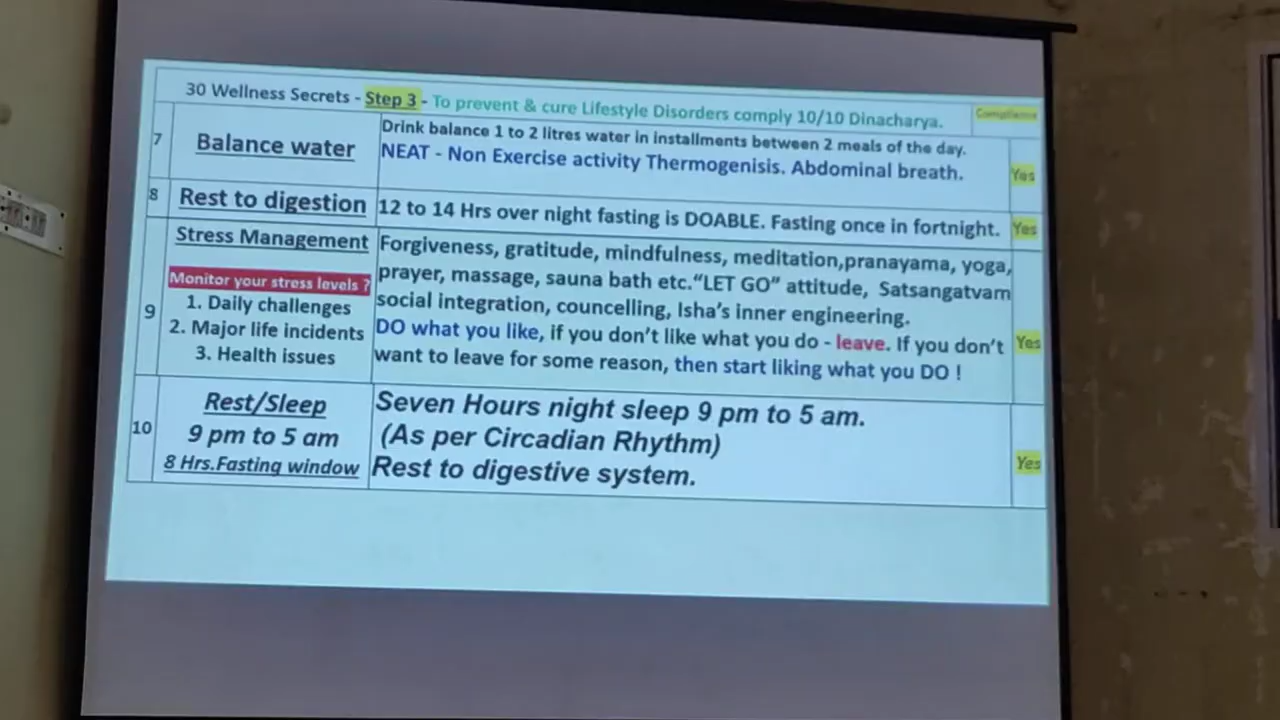 30 Wellness Secrets - Step 3 - To prevent & cure Lifestyle Disorders comply 10/10 Dinacharya.
Compliance
7
Balance water
Drink balance 1 to 2 litres water in installments between 2 meals of the day.
NEAT - Non Exercise activity Thermogenisis. Abdominal breath.
Yes
8
Rest to digestion
12 to 14 Hrs over night fasting is DOABLE. Fasting once in fortnight.
Yes
9
Stress Management
Monitor your stress levels ?
1. Daily challenges
2. Major life incidents
3. Health issues
Forgiveness, gratitude, mindfulness, meditation,pranayama, yoga,
prayer, massage, sauna bath etc.“LET GO” attitude, Satsangatvam
social integration, councelling, Isha’s inner engineering.
DO what you like, if you don’t like what you do - leave. If you don’t
want to leave for some reason, then start liking what you DO !
Yes
10
Rest/Sleep
9 pm to 5 am
8 Hrs.Fasting window
Seven Hours night sleep 9 pm to 5 am.
(As per Circadian Rhythm)
Rest to digestive system.
Yes